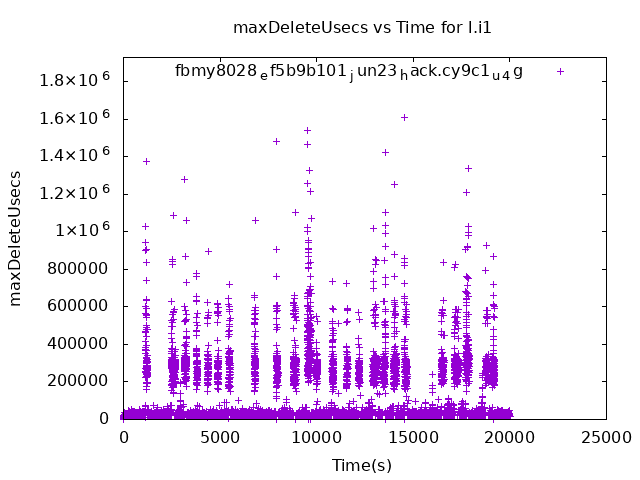 maxDeleteUsecs vs Time for l.i1
fbmy8028ₑf5b9b101ⱼun23ₕack.cy9c1ᵤ₄g
1.8×10⁶
1.6×10⁶
1.4×10⁶
1.2×10⁶
1×10⁶
800000
600000
400000
200000
0
maxDeleteUsecs
0 5000 10000 15000 20000 25000
Time(s)